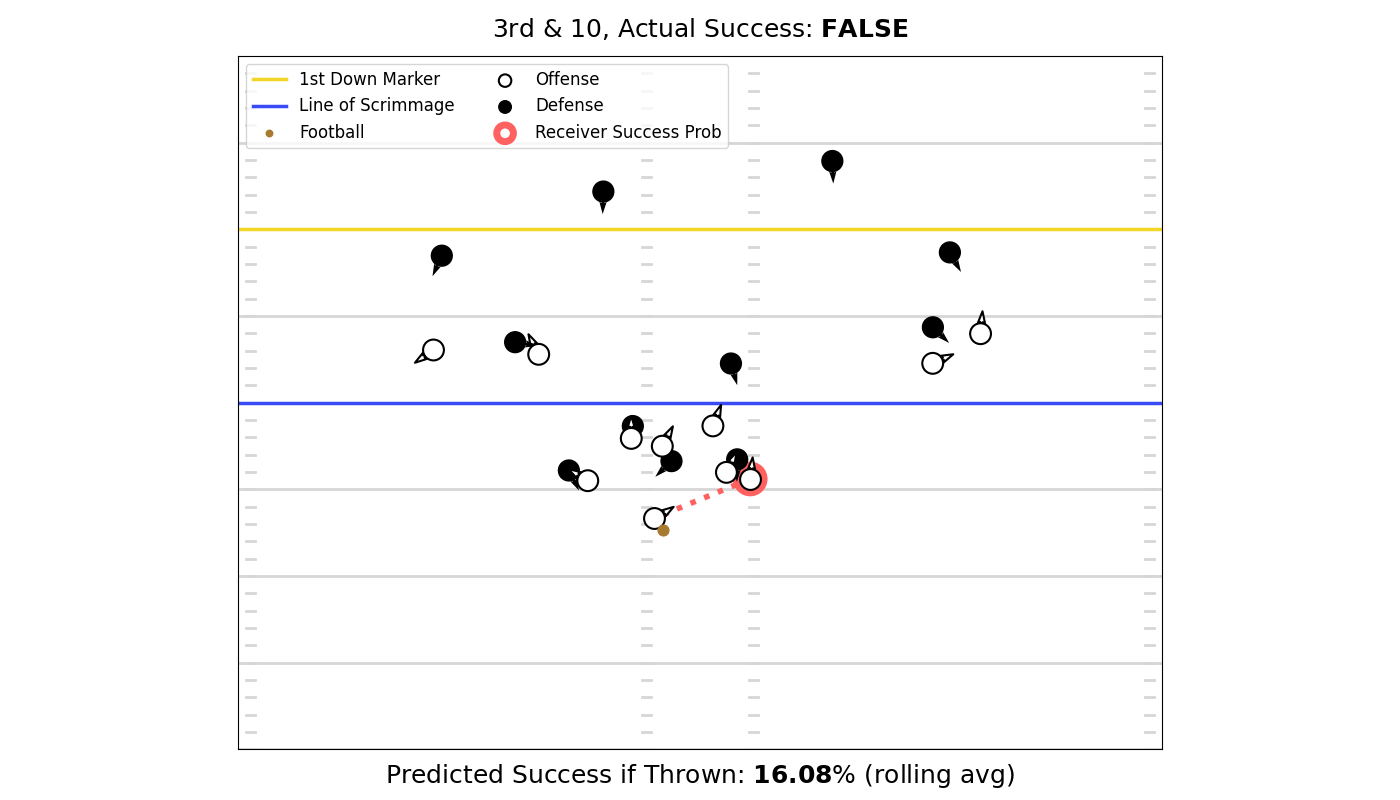 3rd & 10, Actual Success: FALSE
1st Down Marker
Line of Scrimmage
Football
Offense
Defense
Receiver Success Prob
Predicted Success if Thrown: 16.08% (rolling avg)